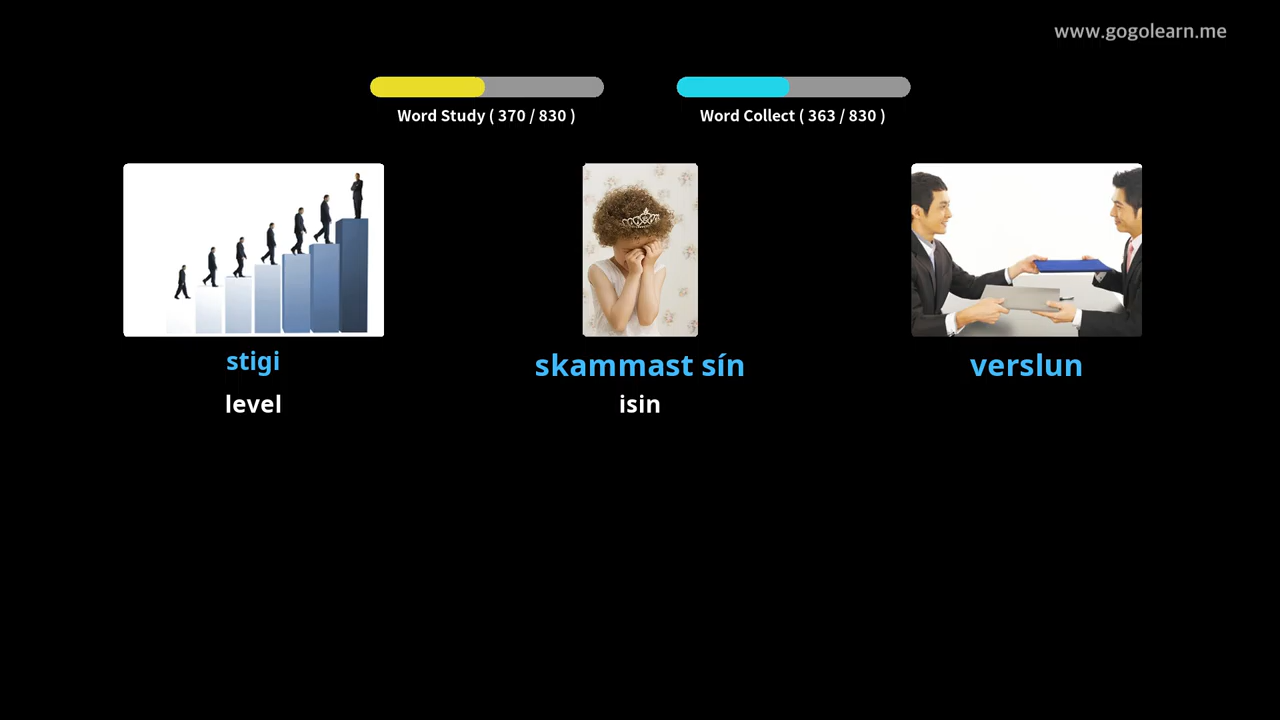 www.gogolearn.me
Word Study ( 370 / 830 )
Word Collect ( 363 / 830 )
stigi
skammast sín
verslun
level
isin